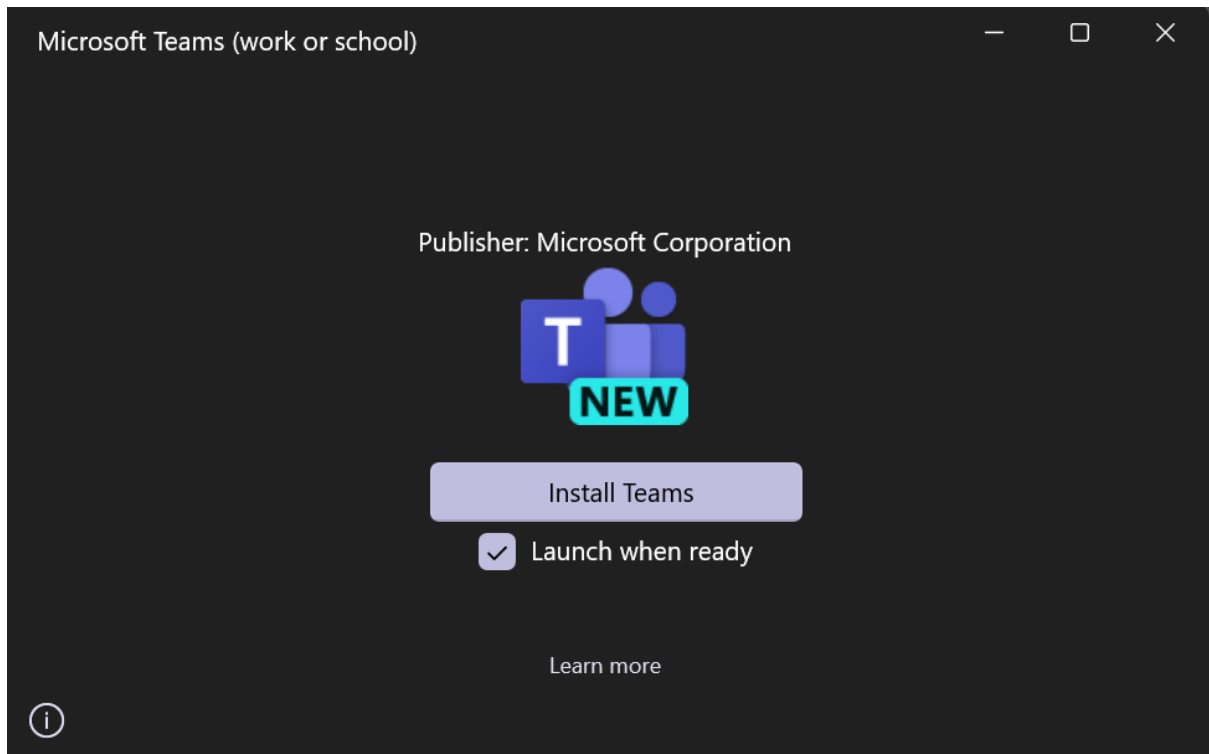 Microsoft Teams (work or school)
Publisher: Microsoft Corporation
T
NEW
Install Teams
Launch when ready
Learn more